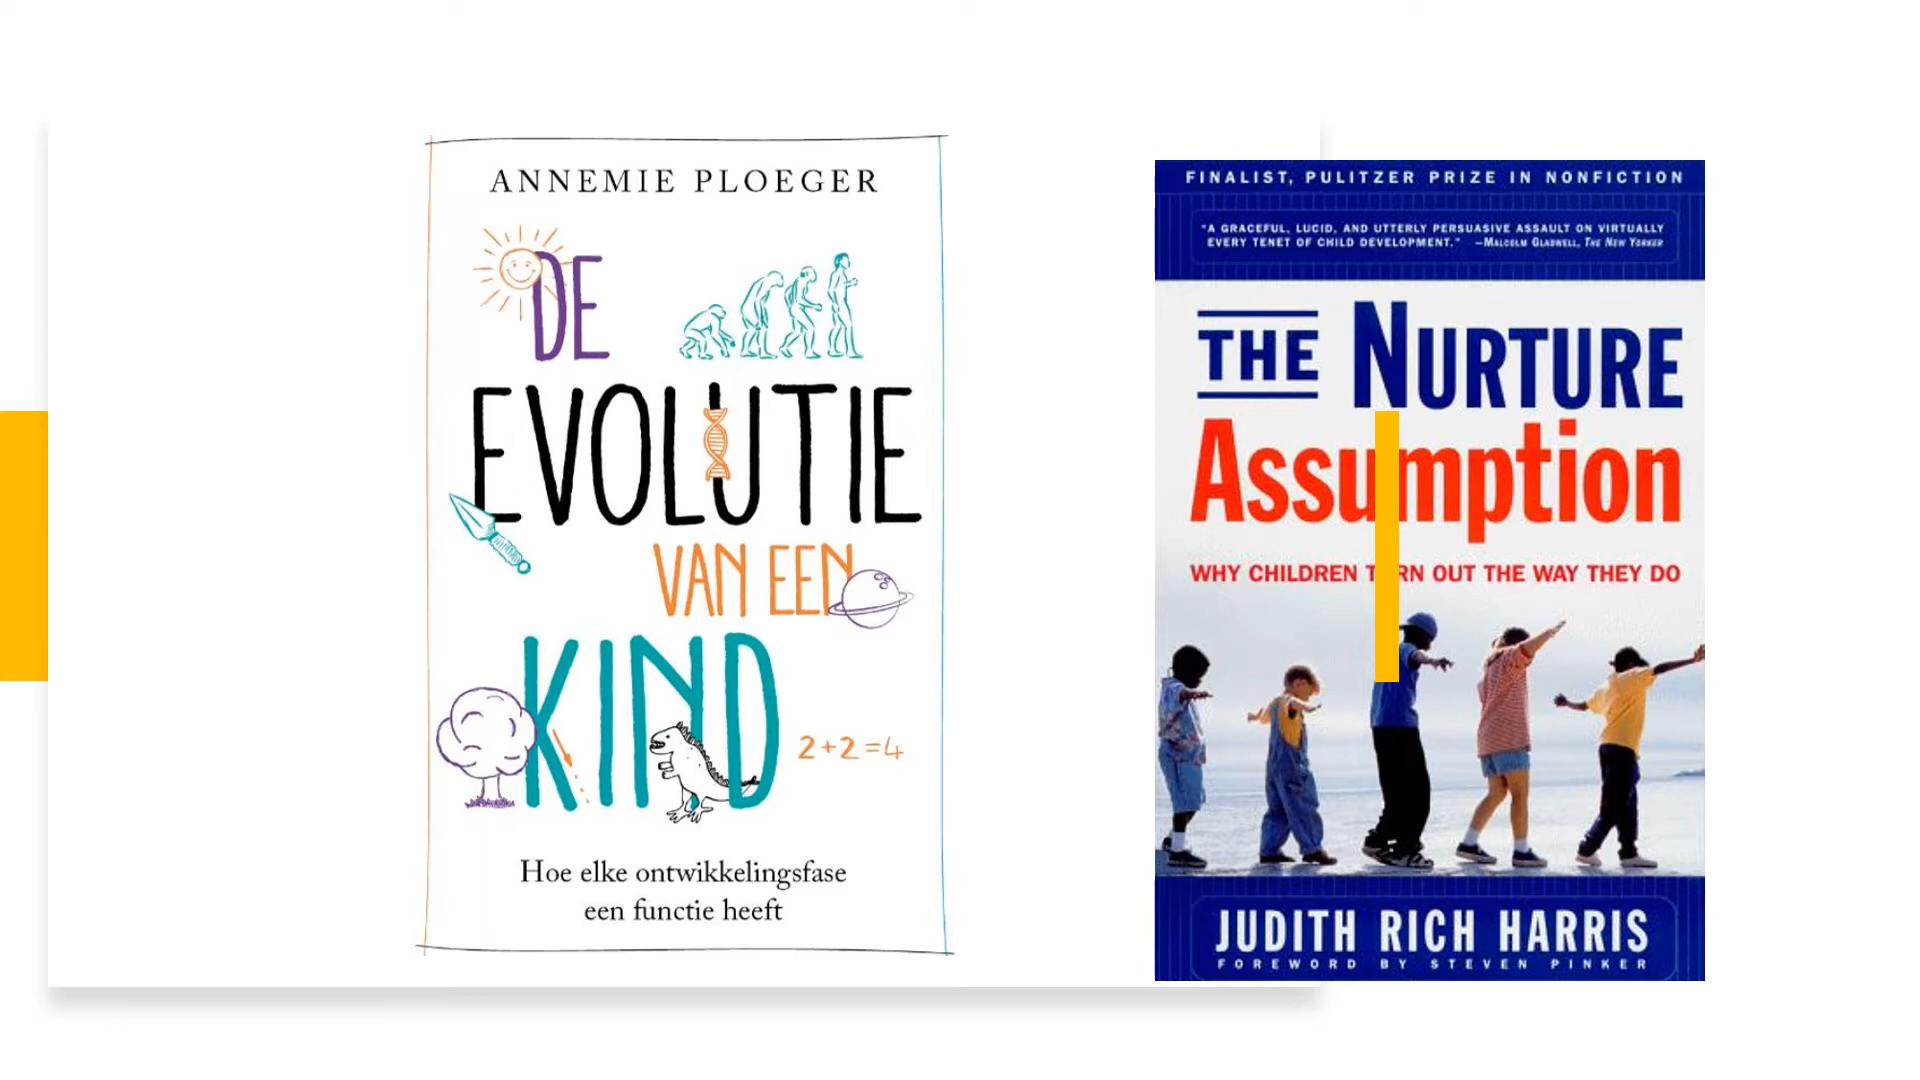 ANNEMIE PLOEGER
DE
EVOLUTIE
VAN EEN
KIND
2+2=4
Hoe elke ontwikkelingsfase
een functie heeft
FINALIST, PULITZER PRIZE IN NONFICTION
"A GRACEFUL, LUCID, AND UTTERLY PERSUASIVE ASSAULT ON VIRTUALLY
EVERY TENET OF CHILD DEVELOPMENT." —MALCOLM GLADWELL, THE NEW YORKER
THE NURTURE
Assumption
WHY CHILDREN TURN OUT THE WAY THEY DO
JUDITH RICH HARRIS
FOREWORD BY STEVEN PINKER